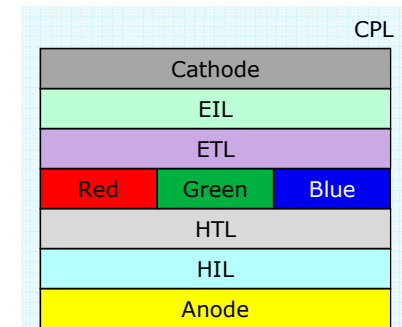 CPL
Cathode
EIL
ETL
Red Green Blue
HTL
HIL
Anode